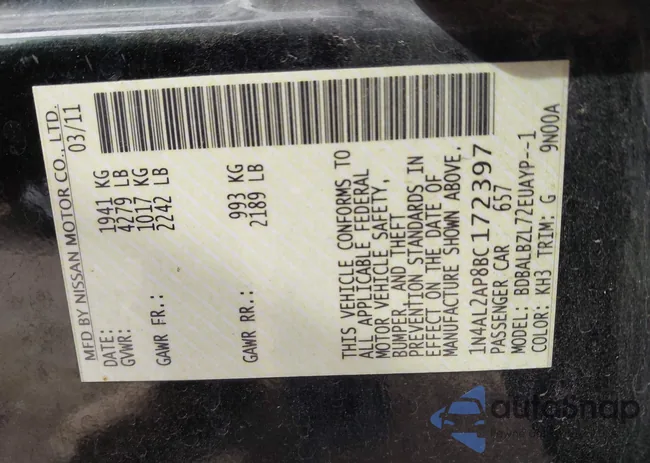 MFD BY NISSAN MOTOR CO., LTD.
DATE: 03/11
GVWR: 1941 KG
4279 LB
GAWR FR.: 1017 KG
2242 LB
GAWR RR.: 993 KG
2189 LB
THIS VEHICLE CONFORMS TO
ALL APPLICABLE FEDERAL
MOTOR VEHICLE SAFETY,
BUMPER, AND THEFT
PREVENTION STANDARDS IN
EFFECT ON THE DATE OF
MANUFACTURE SHOWN ABOVE.
1N4AL2AP8BC172397
PASSENGER CAR 657
MODEL: BDBALBZL72EUAYP--1
COLOR: KH3 TRIM: G 9N00A
autoSnap